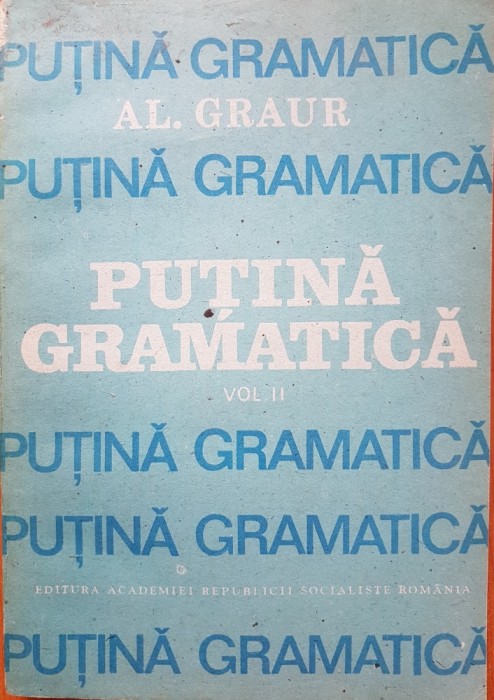 PUȚINĂ GRAMATICĂ
AL. GRAUR
PUȚINĂ GRAMATICĂ
PUȚINĂ
GRAMATICĂ
VOL II
PUȚINĂ GRAMATICĂ
PUȚINĂ GRAMATICĂ
EDITURA ACADEMIEI REPUBLICII SOCIALISTE ROMÂNIA
PUȚINĂ GRAMATICĂ